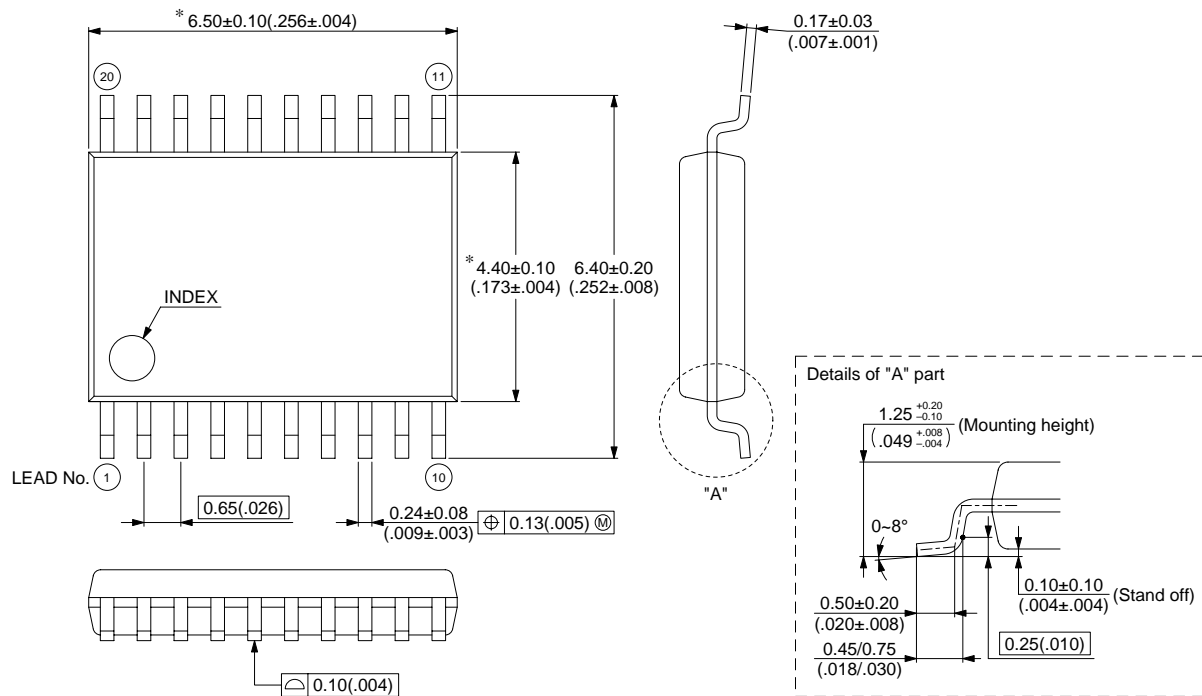 * 6.50±0.10(.256±.004)
0.17±0.03
(.007±.001)
20
11
INDEX
* 4.40±0.10
(.173±.004)
6.40±0.20
(.252±.008)
LEAD No.
1
10
"A"
0.65(.026)
0.24±0.08
(.009±.003)
⌖ 0.13(.005) Ⓜ
⌓ 0.10(.004)
Details of "A" part
1.25 +0.20 –0.10
(.049 +.008 –.004)
(Mounting height)
0~8°
0.50±0.20
(.020±.008)
0.45/0.75
(.018/.030)
0.25(.010)
0.10±0.10
(.004±.004)
(Stand off)